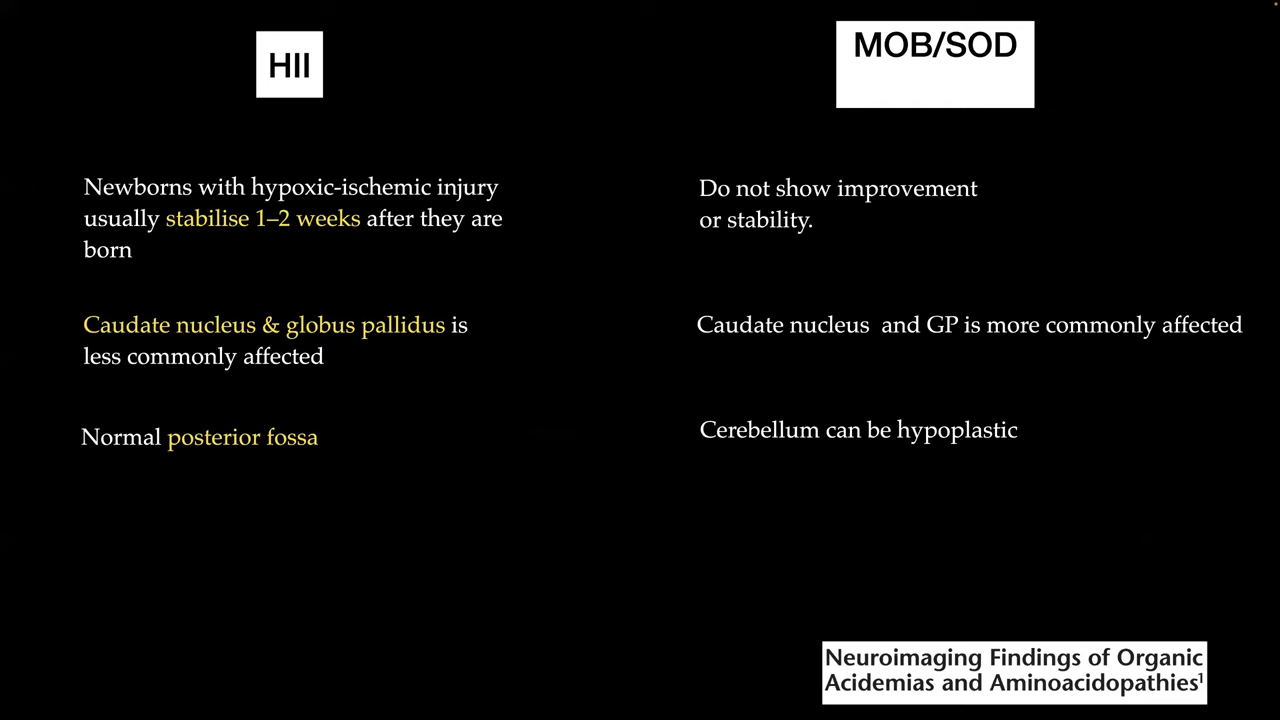 HII
MOB/SOD
Newborns with hypoxic-ischemic injury
usually stabilise 1–2 weeks after they are
born
Do not show improvement
or stability.
Caudate nucleus & globus pallidus is
less commonly affected
Caudate nucleus and GP is more commonly affected
Normal posterior fossa
Cerebellum can be hypoplastic
Neuroimaging Findings of Organic
Acidemias and Aminoacidopathies¹